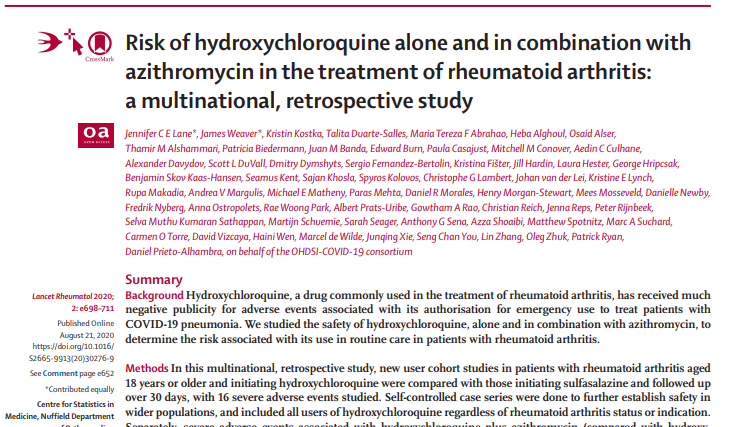 CrossMark
Risk of hydroxychloroquine alone and in combination with
azithromycin in the treatment of rheumatoid arthritis:
a multinational, retrospective study
oa
OPEN ACCESS
Jennifer C E Lane*, James Weaver*, Kristin Kostka, Talita Duarte-Salles, Maria Tereza F Abrahao, Heba Alghoul, Osaid Alser,
Thamir M Alshammari, Patricia Biedermann, Juan M Banda, Edward Burn, Paula Casajust, Mitchell M Conover, Aedin C Culhane,
Alexander Davydov, Scott L DuVall, Dmitry Dymshyts, Sergio Fernandez-Bertolin, Kristina Fišter, Jill Hardin, Laura Hester, George Hripcsak,
Benjamin Skov Kaas-Hansen, Seamus Kent, Sajan Khosla, Spyros Kolovos, Christophe G Lambert, Johan van der Lei, Kristine E Lynch,
Rupa Makadia, Andrea V Margulis, Michael E Matheny, Paras Mehta, Daniel R Morales, Henry Morgan-Stewart, Mees Mosseveld, Danielle Newby,
Fredrik Nyberg, Anna Ostropolets, Rae Woong Park, Albert Prats-Uribe, Gowtham A Rao, Christian Reich, Jenna Reps, Peter Rijnbeek,
Selva Muthu Kumaran Sathappan, Martijn Schuemie, Sarah Seager, Anthony G Sena, Azza Shoaibi, Matthew Spotnitz, Marc A Suchard,
Carmen O Torre, David Vizcaya, Haini Wen, Marcel de Wilde, Junqing Xie, Seng Chan You, Lin Zhang, Oleg Zhuk, Patrick Ryan,
Daniel Prieto-Alhambra, on behalf of the OHDSI-COVID-19 consortium
Summary
Background Hydroxychloroquine, a drug commonly used in the treatment of rheumatoid arthritis, has received much
negative publicity for adverse events associated with its authorisation for emergency use to treat patients with
COVID-19 pneumonia. We studied the safety of hydroxychloroquine, alone and in combination with azithromycin, to
determine the risk associated with its use in routine care in patients with rheumatoid arthritis.
Methods In this multinational, retrospective study, new user cohort studies in patients with rheumatoid arthritis aged
18 years or older and initiating hydroxychloroquine were compared with those initiating sulfasalazine and followed up
over 30 days, with 16 severe adverse events studied. Self-controlled case series were done to further establish safety in
wider populations, and included all users of hydroxychloroquine regardless of rheumatoid arthritis status or indication.
Separately, severe adverse events associated with hydroxychloroquine plus azithromycin (compared with hydroxy-
Lancet Rheumatol 2020;
2: e698–711
Published Online
August 21, 2020
https://doi.org/10.1016/
S2665-9913(20)30276-9
See Comment page e652
*Contributed equally
Centre for Statistics in
Medicine, Nuffield Department